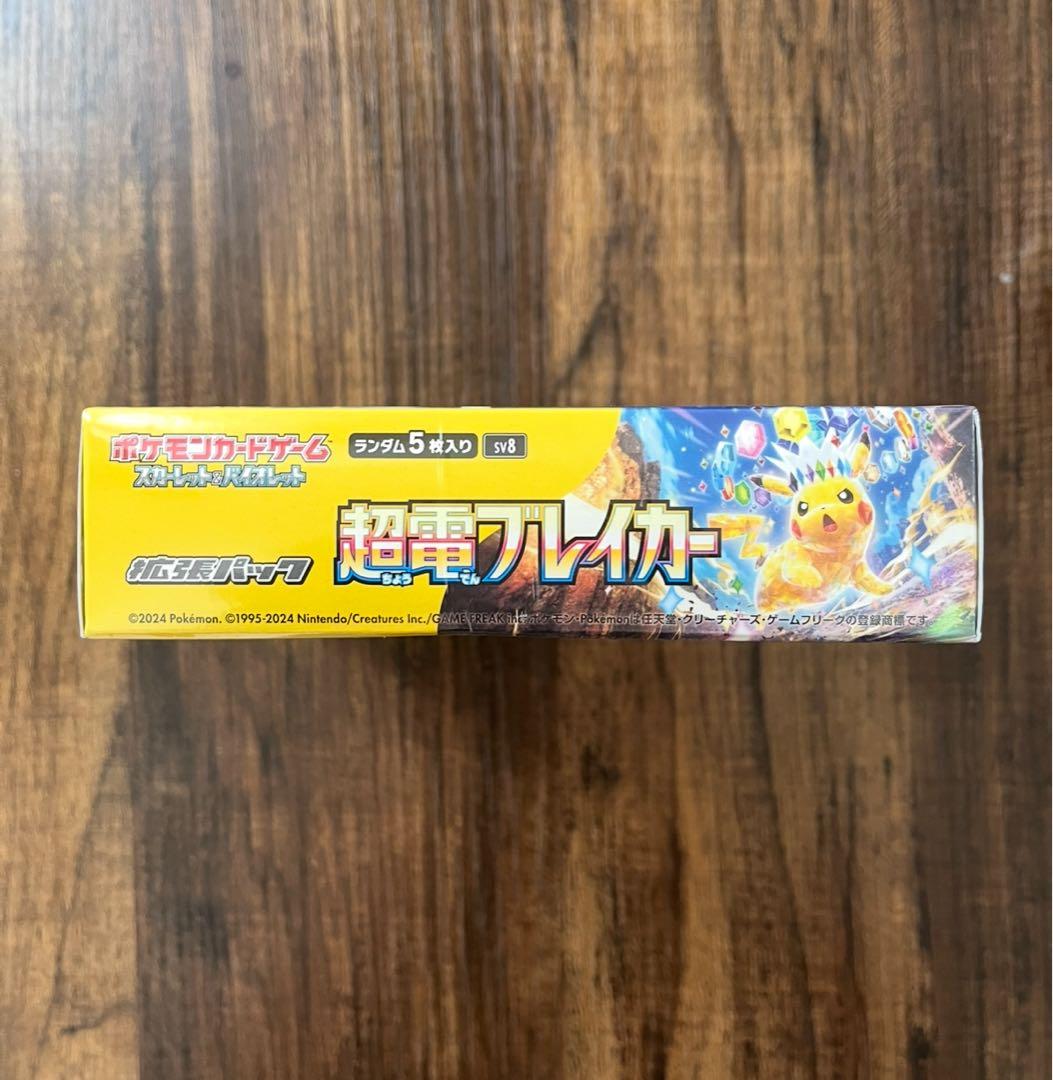 ポケモンカードゲーム
スカーレット&バイオレット
ランダム5枚入り SV8
超電ブレイカー
ちょう でん
拡張パック
©2024 Pokémon. ©1995-2024 Nintendo/Creatures Inc./GAME FREAK inc. ポケモン・Pokémonは任天堂・クリーチャーズ・ゲームフリークの登録商標です。